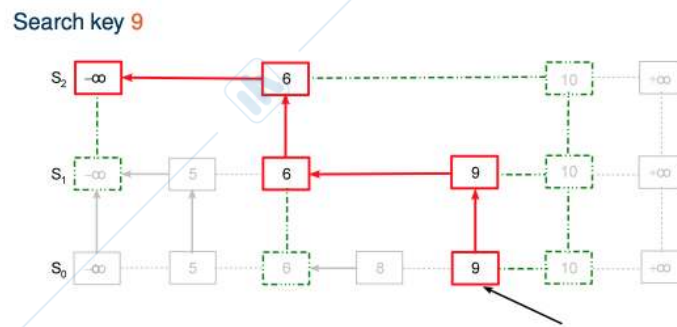 Search key 9
S2 -∞ 6 10 +∞
S1 -∞ 5 6 9 10 +∞
S0 -∞ 5 6 8 9 10 +∞